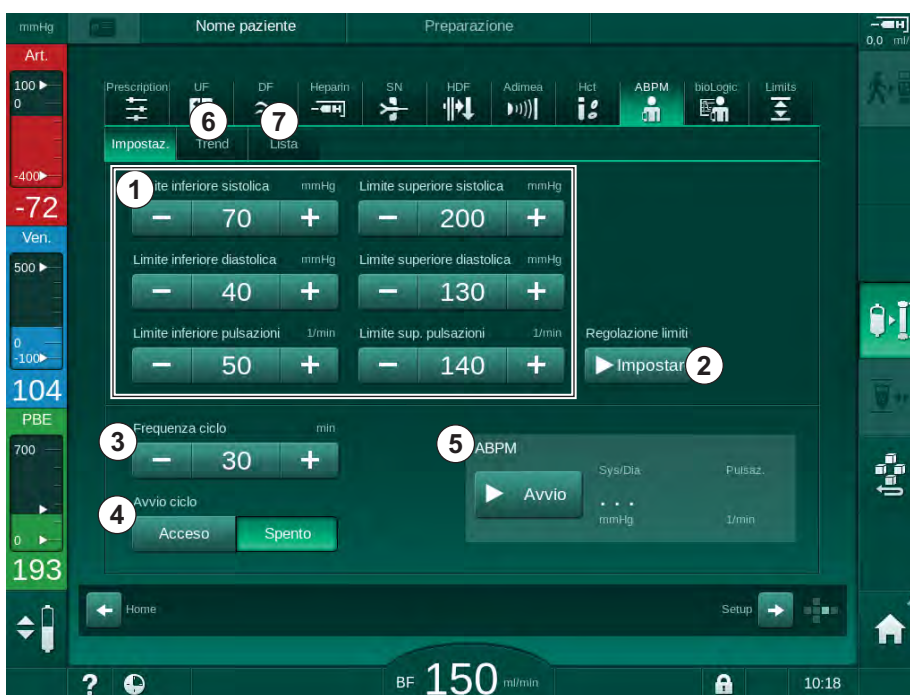 mmHg
Nome paziente
Preparazione
0,0 ml/
Art.
100
0
-400
-72
Ven.
500
0
-100
104
PBE
700
0
193
Prescription
UF
DF
Heparin
SN
HDF
Adimea
Hct
ABPM
bioLogic
Limits
6
7
Impostaz.
Trend
Lista
1
ite inferiore sistolica mmHg
Limite superiore sistolica mmHg
− 70 +
− 200 +
Limite inferiore diastolica mmHg
Limite superiore diastolica mmHg
− 40 +
− 130 +
Limite inferiore pulsazioni 1/min
Limite sup. pulsazioni 1/min
Regolazione limiti
− 50 +
− 140 +
Impostar
2
3
Frequenza ciclo min
− 30 +
4
Avvio ciclo
Acceso
Spento
5
ABPM
Avvio
Sys/Dia
Pulsaz.
. . .
mmHg
1/min
Home
Setup
?
BF 150 ml/min
10:18